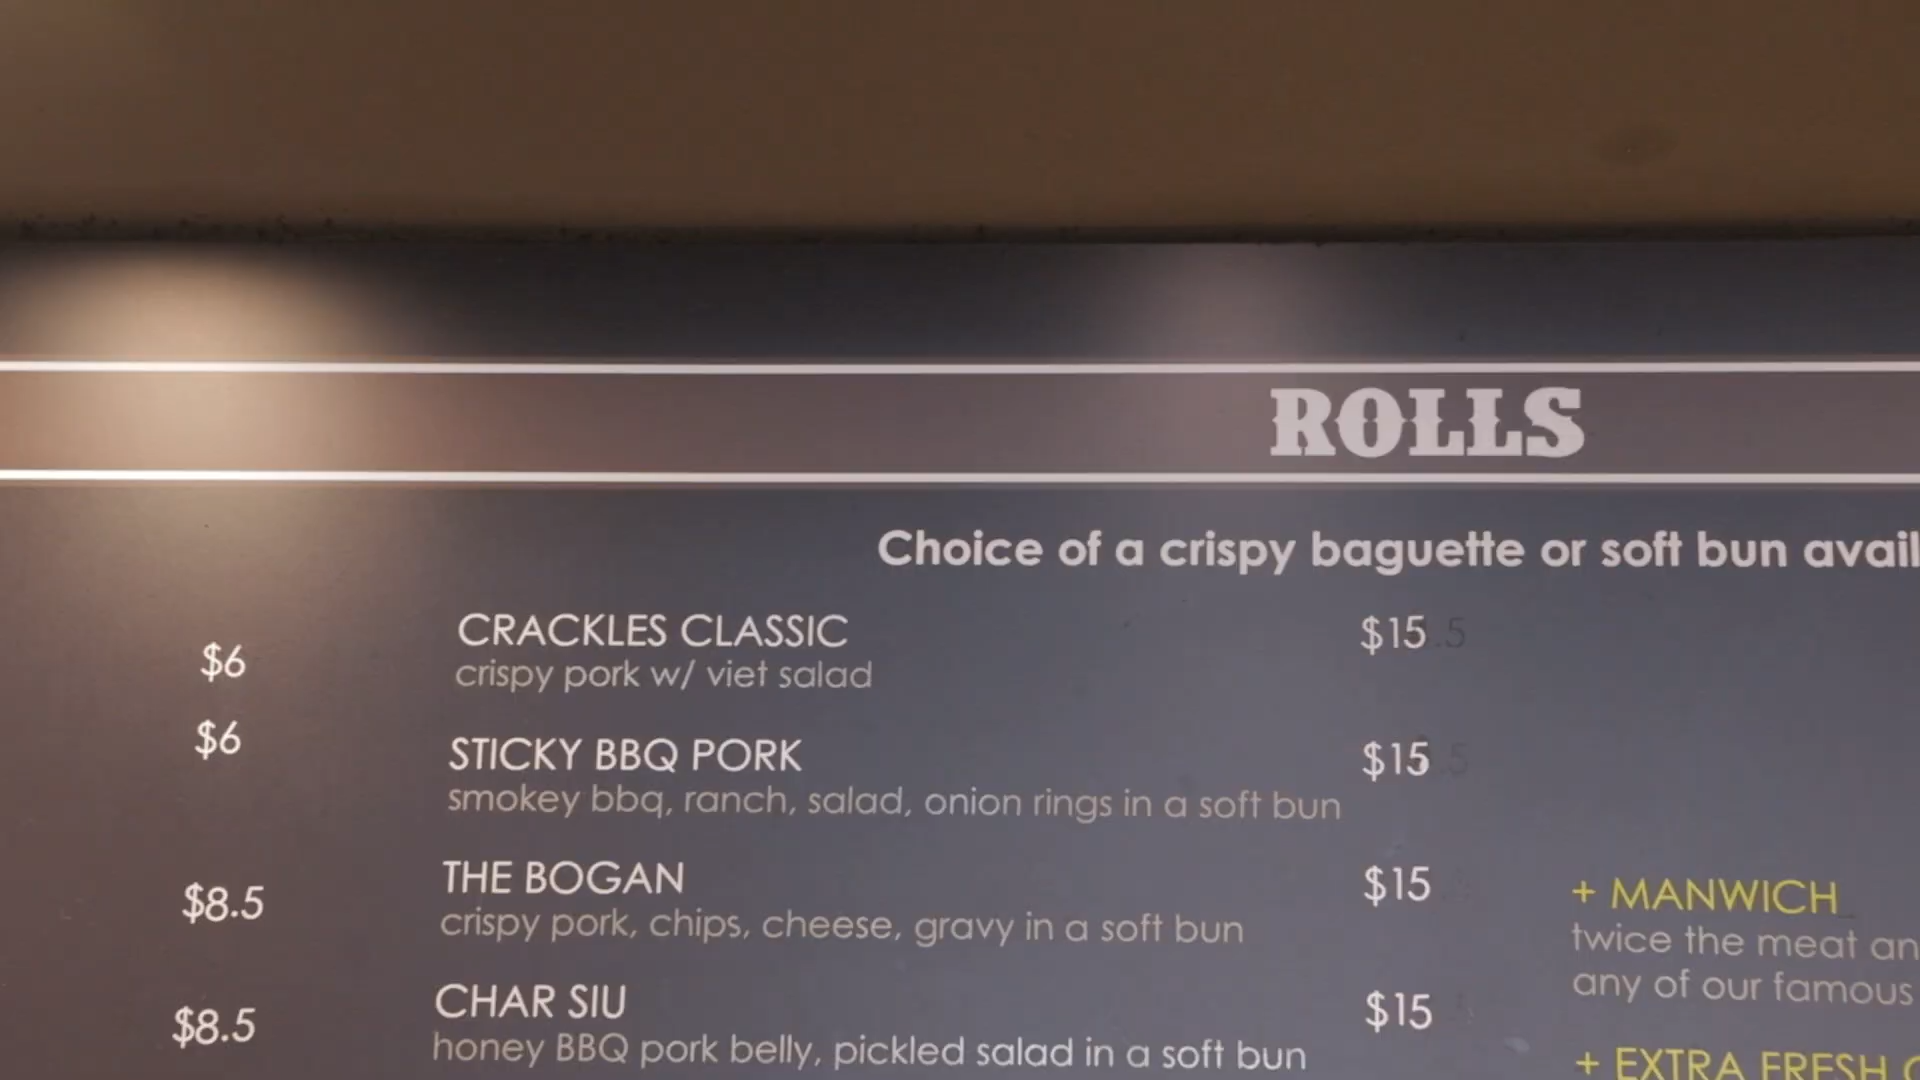 ROLLS
Choice of a crispy baguette or soft bun avail
$6
$6
$8.5
$8.5
CRACKLES CLASSIC $15
crispy pork w/ viet salad
STICKY BBQ PORK $15
smokey bbq, ranch, salad, onion rings in a soft bun
THE BOGAN $15
crispy pork, chips, cheese, gravy in a soft bun
CHAR SIU $15
honey BBQ pork belly, pickled salad in a soft bun
+ MANWICH
twice the meat an
any of our famous
+ EXTRA FRESH